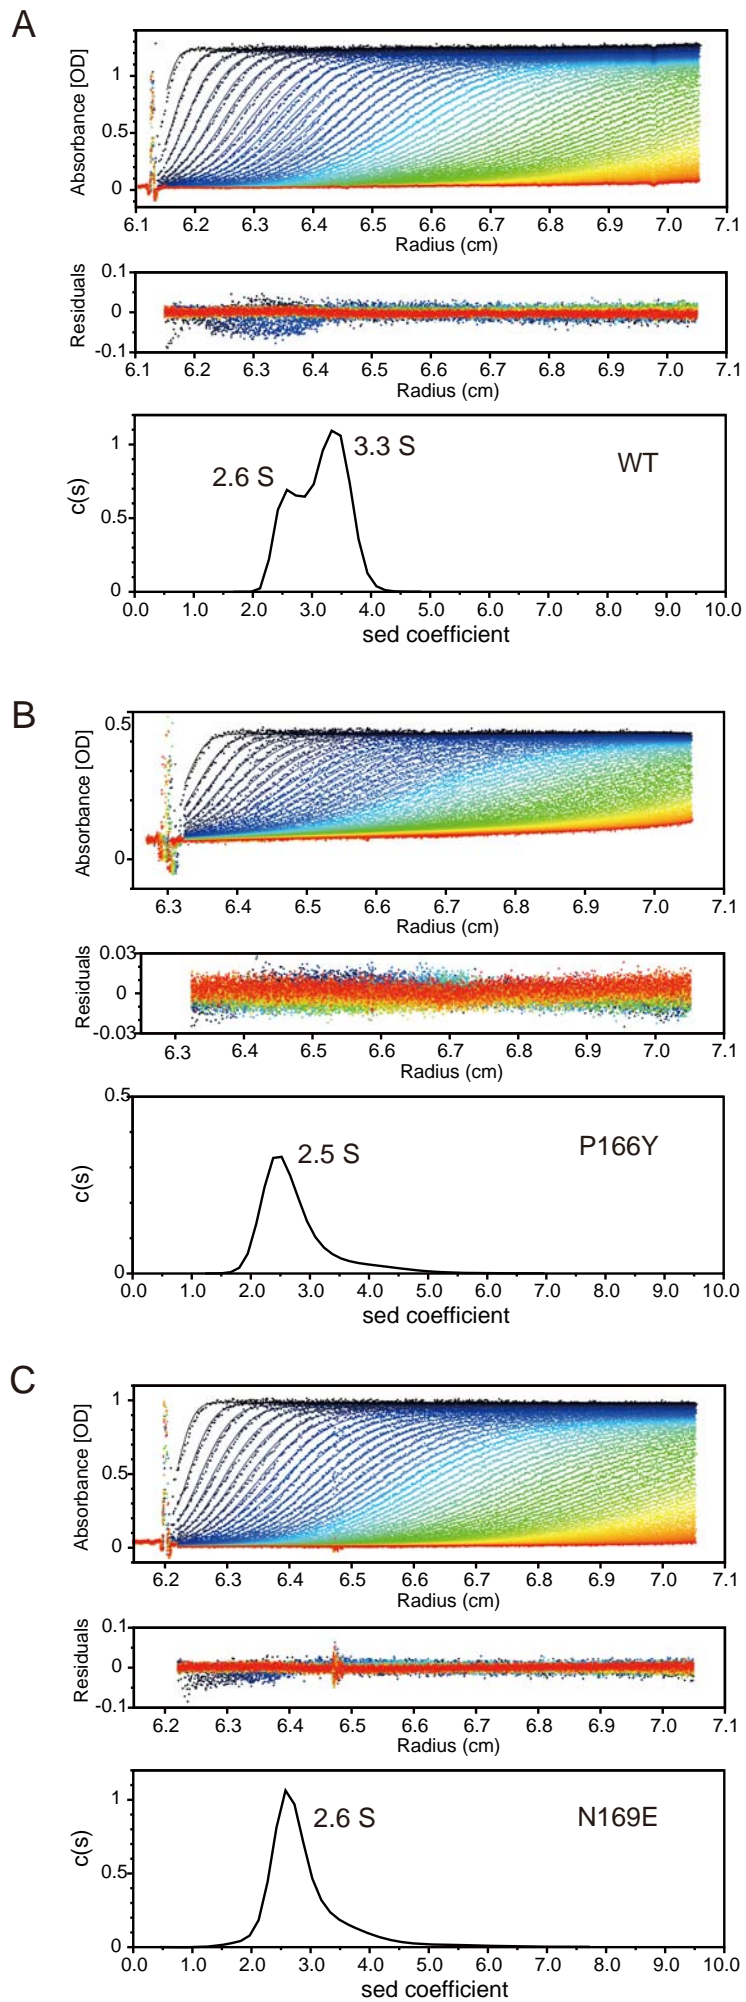 A
Absorbance [OD]
1
0.5
0
6.1 6.2 6.3 6.4 6.5 6.6 6.7 6.8 6.9 7.0 7.1
Radius (cm)
Residuals
0.1
0
-0.1
6.1 6.2 6.3 6.4 6.5 6.6 6.7 6.8 6.9 7.0 7.1
Radius (cm)
c(s)
1
0.5
0
2.6 S
3.3 S
WT
0.0 1.0 2.0 3.0 4.0 5.0 6.0 7.0 8.0 9.0 10.0
sed coefficient
B
Absorbance [OD]
0.5
0
6.3 6.4 6.5 6.6 6.7 6.8 6.9 7.0 7.1
Radius (cm)
Residuals
0.03
0
-0.03
6.3 6.4 6.5 6.6 6.7 6.8 6.9 7.0 7.1
Radius (cm)
c(s)
0.5
0
2.5 S
P166Y
0.0 1.0 2.0 3.0 4.0 5.0 6.0 7.0 8.0 9.0 10.0
sed coefficient
C
Absorbance [OD]
1
0.5
0
6.2 6.3 6.4 6.5 6.6 6.7 6.8 6.9 7.0 7.1
Radius (cm)
Residuals
0.1
0
-0.1
6.2 6.3 6.4 6.5 6.6 6.7 6.8 6.9 7.0 7.1
Radius (cm)
c(s)
1
0.5
0
2.6 S
N169E
0.0 1.0 2.0 3.0 4.0 5.0 6.0 7.0 8.0 9.0 10.0
sed coefficient